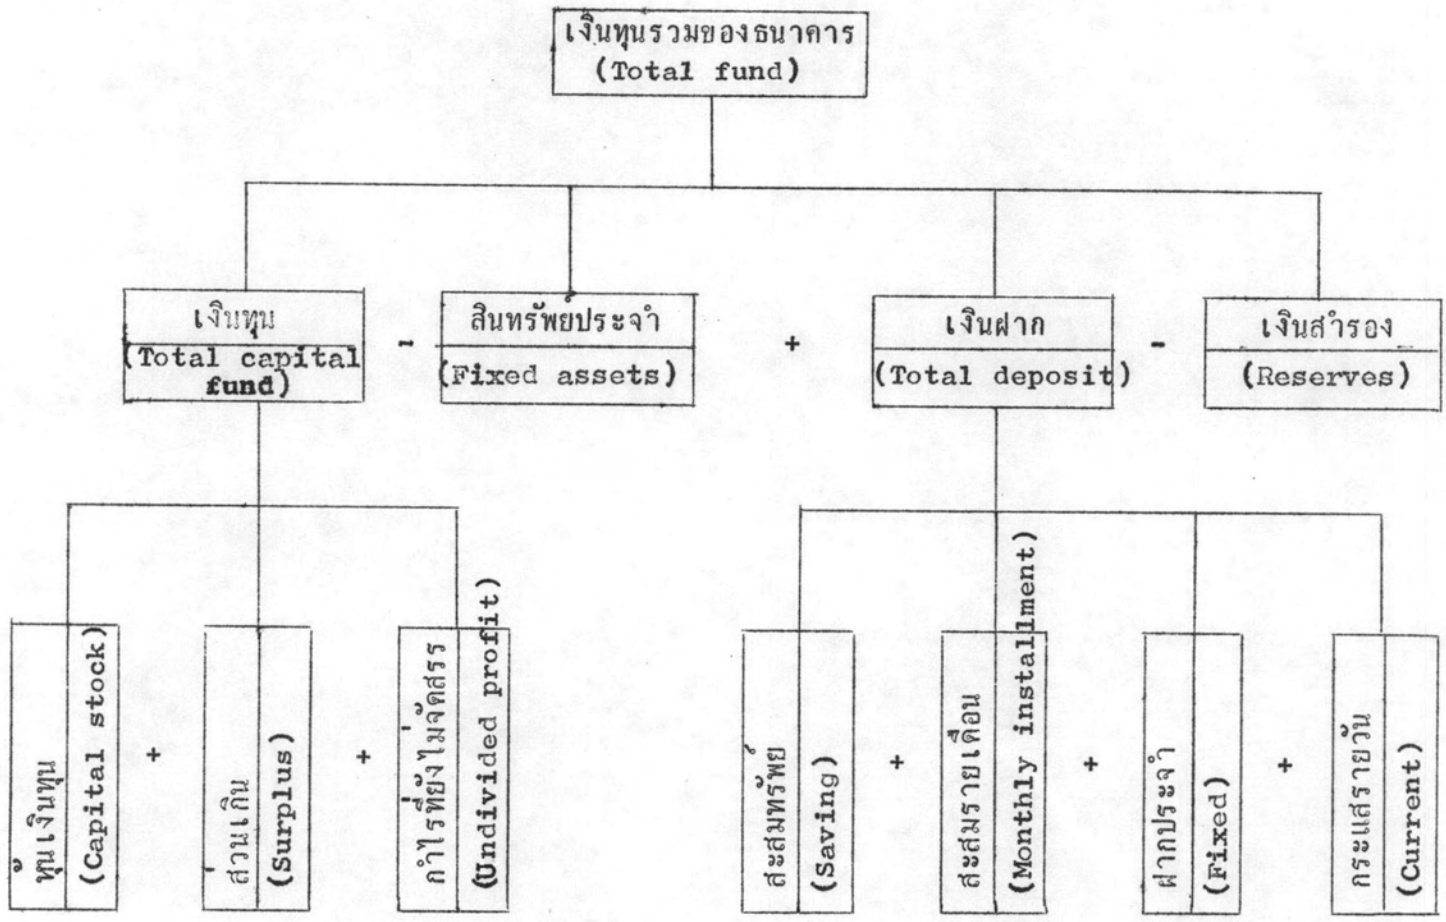 เงินทุนรวมของธนาคาร
(Total fund)
เงินทุน
(Total capital
fund)
-
สินทรัพย์ประจำ
(Fixed assets)
+
เงินฝาก
(Total deposit)
-
เงินสำรอง
(Reserves)
หุ้นเงินทุน
(Capital stock)
+
ส่วนเกิน
(Surplus)
+
กำไรที่ยังไม่จัดสรร
(Undivided profit)
สะสมทรัพย์
(Saving)
+
สะสมรายเดือน
(Monthly installment)
+
ฝากประจำ
(Fixed)
+
กระแสรายวัน
(Current)